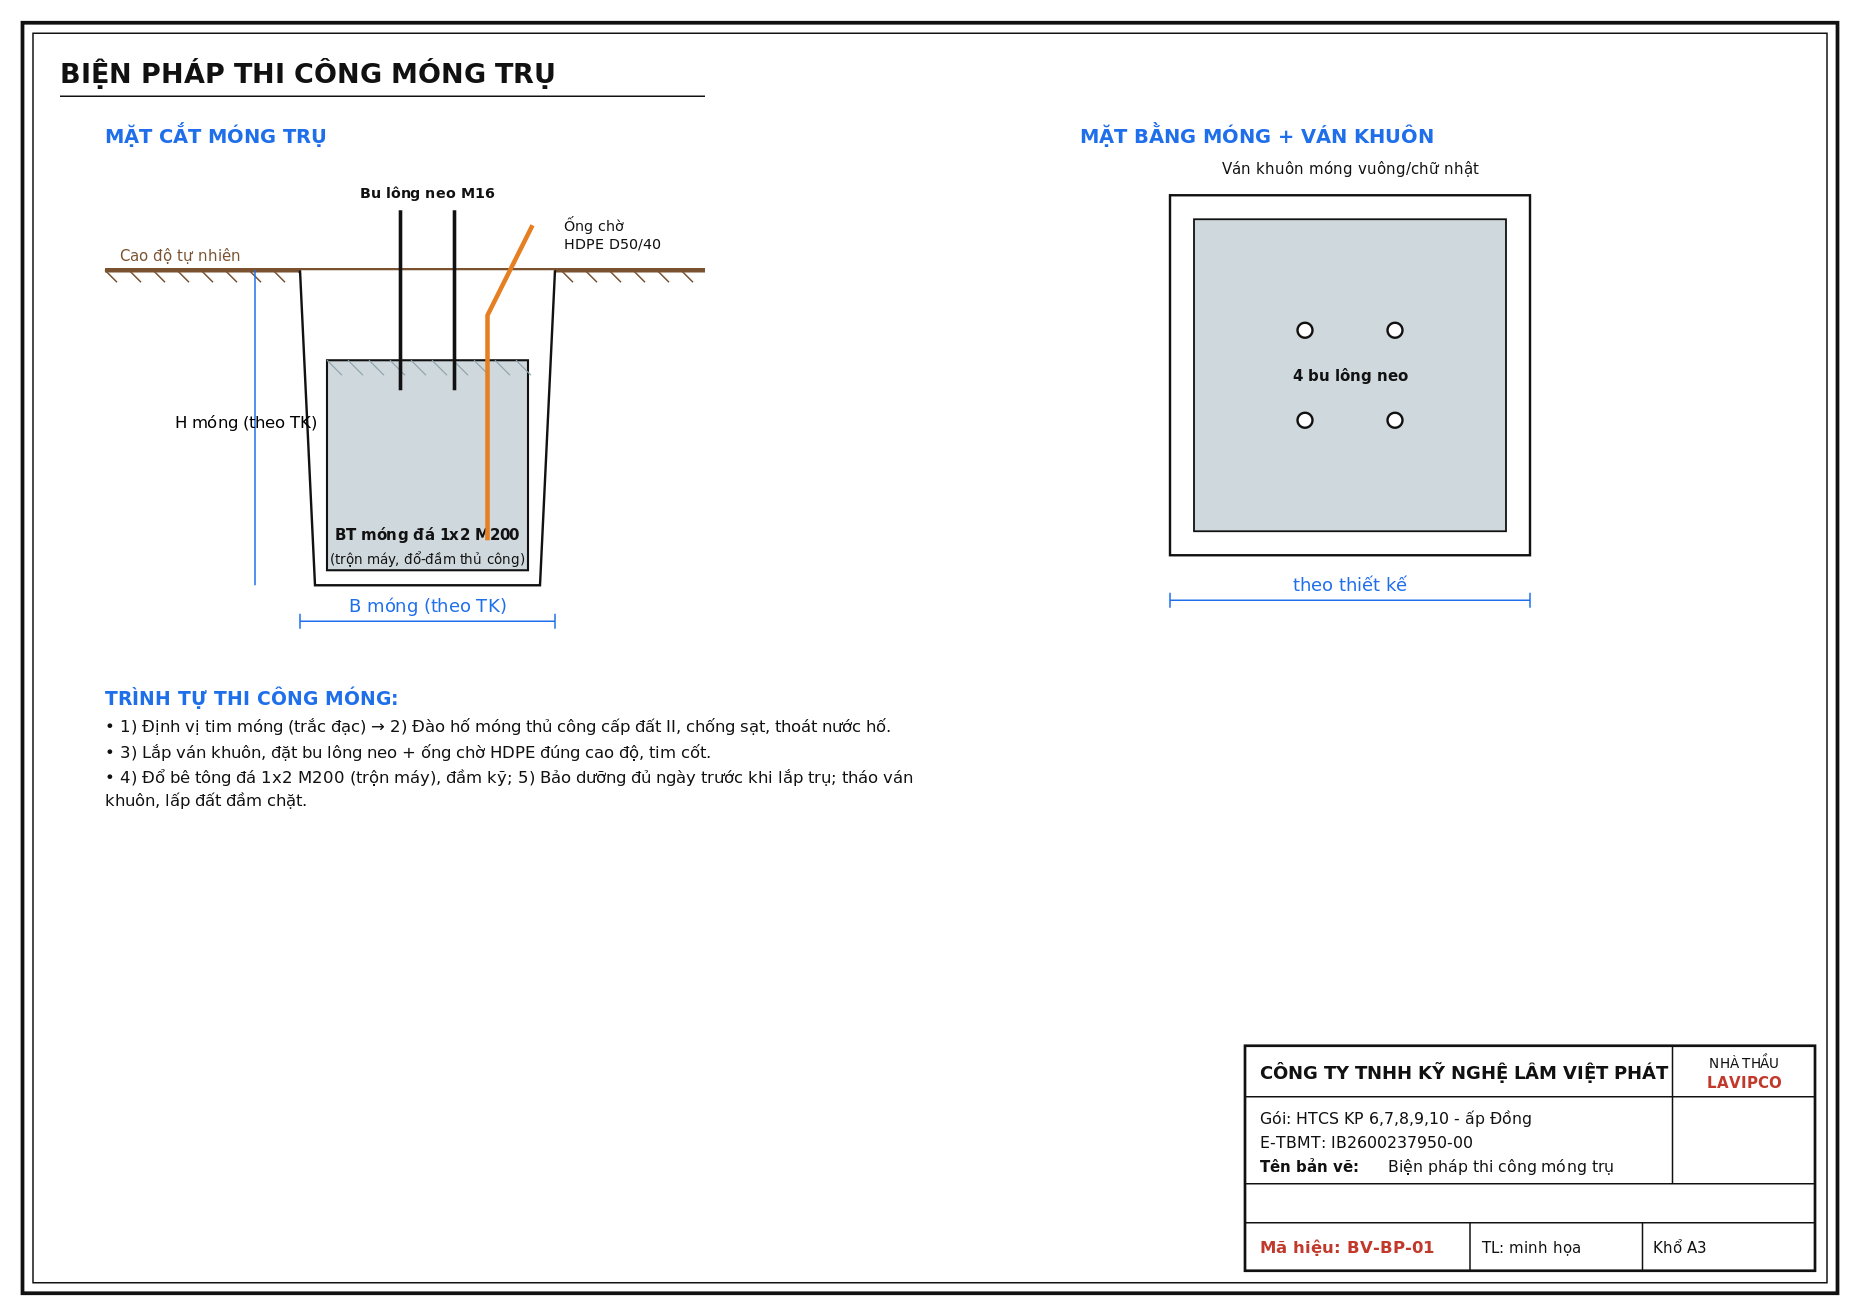 BIỆN PHÁP THI CÔNG MÓNG TRỤ
MẶT CẮT MÓNG TRỤ
Bu lông neo M16
Ống chờ
HDPE D50/40
Cao độ tự nhiên
H móng (theo TK)
BT móng đá 1x2 M200
(trộn máy, đổ-đầm thủ công)
B móng (theo TK)
MẶT BẰNG MÓNG + VÁN KHUÔN
Ván khuôn móng vuông/chữ nhật
4 bu lông neo
theo thiết kế
TRÌNH TỰ THI CÔNG MÓNG:
• 1) Định vị tim móng (trắc đạc) → 2) Đào hố móng thủ công cấp đất II, chống sạt, thoát nước hố.
• 3) Lắp ván khuôn, đặt bu lông neo + ống chờ HDPE đúng cao độ, tim cốt.
• 4) Đổ bê tông đá 1x2 M200 (trộn máy), đầm kỹ; 5) Bảo dưỡng đủ ngày trước khi lắp trụ; tháo ván
khuôn, lấp đất đầm chặt.
CÔNG TY TNHH KỸ NGHỆ LÂM VIỆT PHÁT
NHÀ THẦU
LAVIPCO
Gói: HTCS KP 6,7,8,9,10 - ấp Đồng
E-TBMT: IB2600237950-00
Tên bản vẽ: Biện pháp thi công móng trụ
Mã hiệu: BV-BP-01
TL: minh họa
Khổ A3